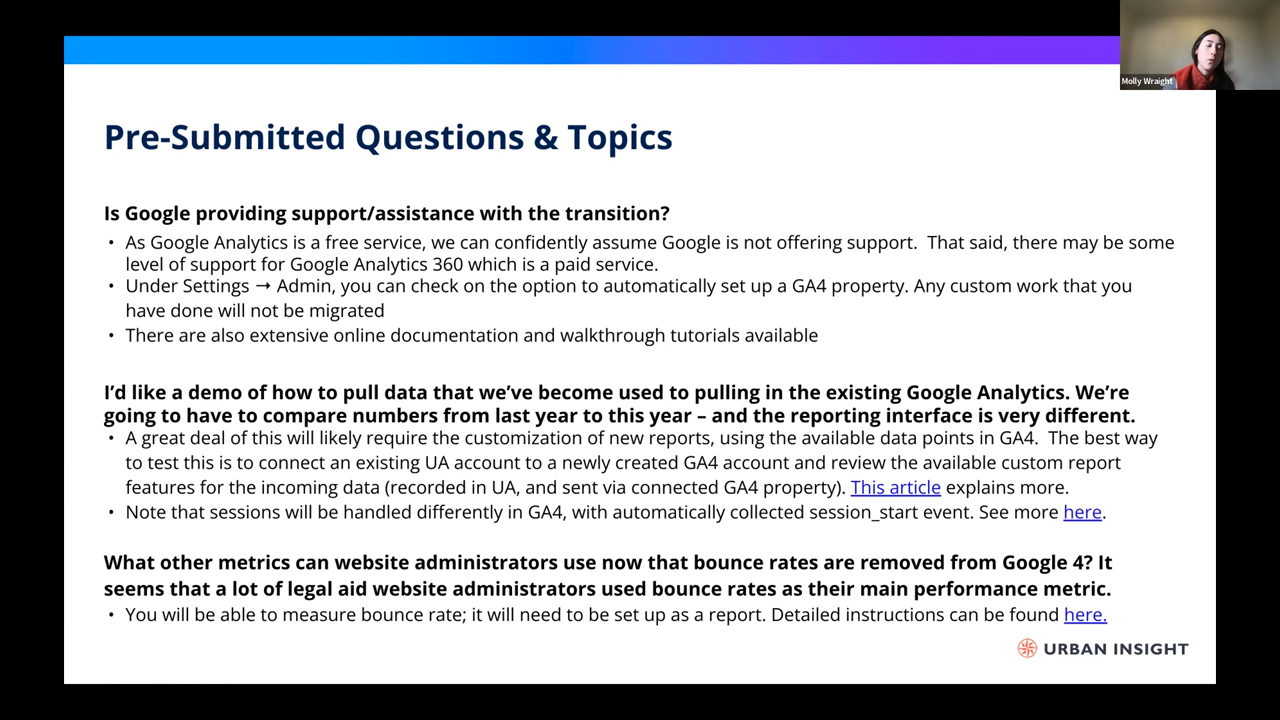 Molly Wraight
Pre-Submitted Questions & Topics
Is Google providing support/assistance with the transition?
• As Google Analytics is a free service, we can confidently assume Google is not offering support.  That said, there may be some
level of support for Google Analytics 360 which is a paid service.
• Under Settings → Admin, you can check on the option to automatically set up a GA4 property. Any custom work that you
have done will not be migrated
• There are also extensive online documentation and walkthrough tutorials available
I’d like a demo of how to pull data that we’ve become used to pulling in the existing Google Analytics. We’re
going to have to compare numbers from last year to this year – and the reporting interface is very different.
• A great deal of this will likely require the customization of new reports, using the available data points in GA4.  The best way
to test this is to connect an existing UA account to a newly created GA4 account and review the available custom report
features for the incoming data (recorded in UA, and sent via connected GA4 property). This article explains more.
• Note that sessions will be handled differently in GA4, with automatically collected session_start event. See more here.
What other metrics can website administrators use now that bounce rates are removed from Google 4? It
seems that a lot of legal aid website administrators used bounce rates as their main performance metric.
• You will be able to measure bounce rate; it will need to be set up as a report. Detailed instructions can be found here.
URBAN INSIGHT